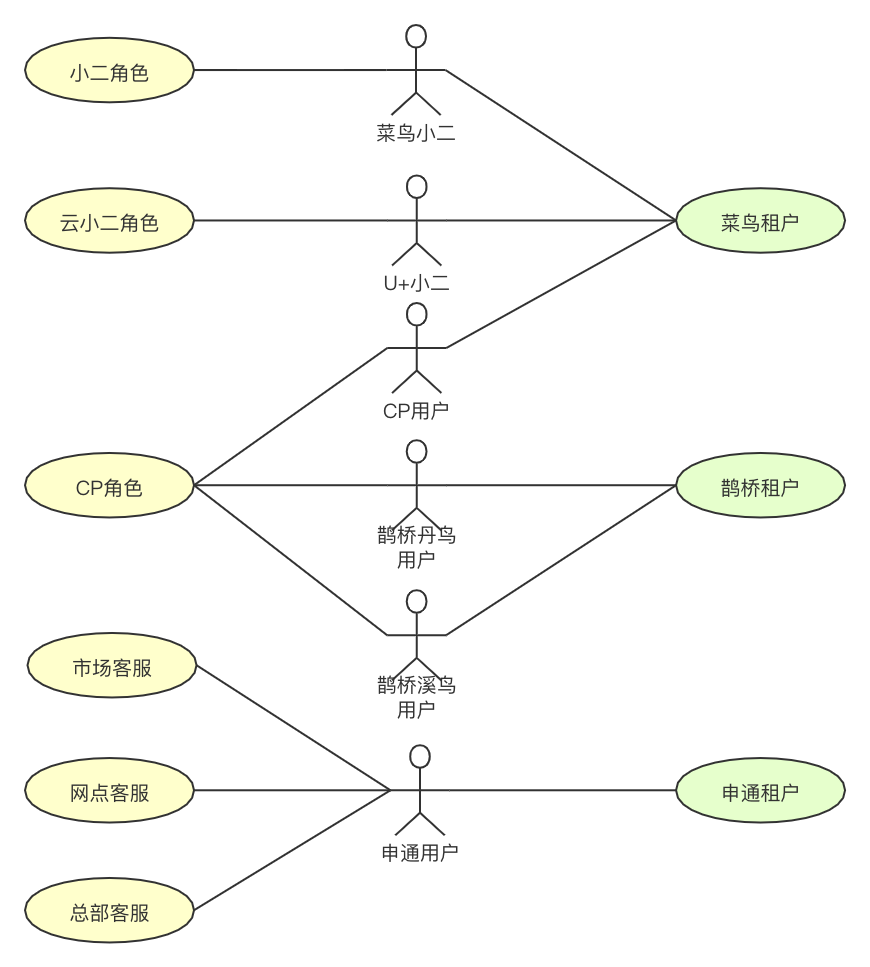 小二角色
菜鸟小二
云小二角色
菜鸟租户
U+小二
CP用户
CP角色
鹊桥租户
鹊桥丹鸟
用户
市场客服
鹊桥溪鸟
用户
网点客服
申通租户
申通用户
总部客服